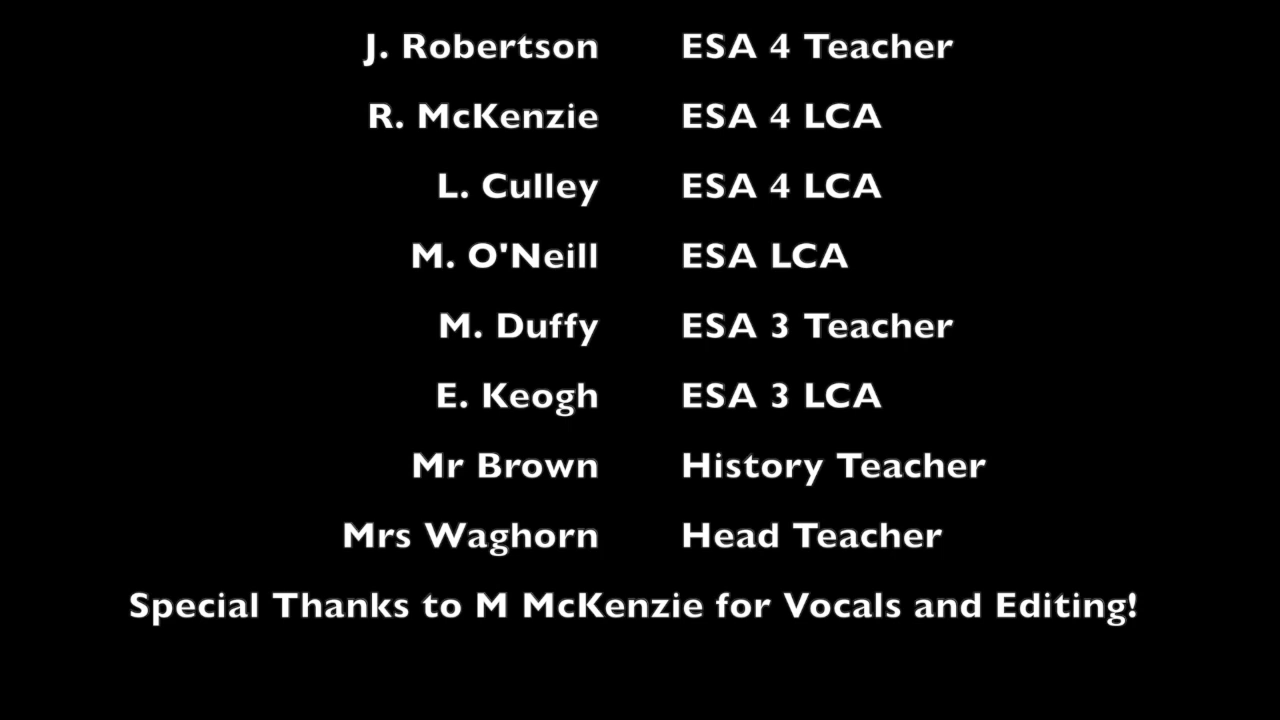 J. Robertson ESA 4 Teacher
R. McKenzie ESA 4 LCA
L. Culley ESA 4 LCA
M. O'Neill ESA LCA
M. Duffy ESA 3 Teacher
E. Keogh ESA 3 LCA
Mr Brown History Teacher
Mrs Waghorn Head Teacher
Special Thanks to M McKenzie for Vocals and Editing!